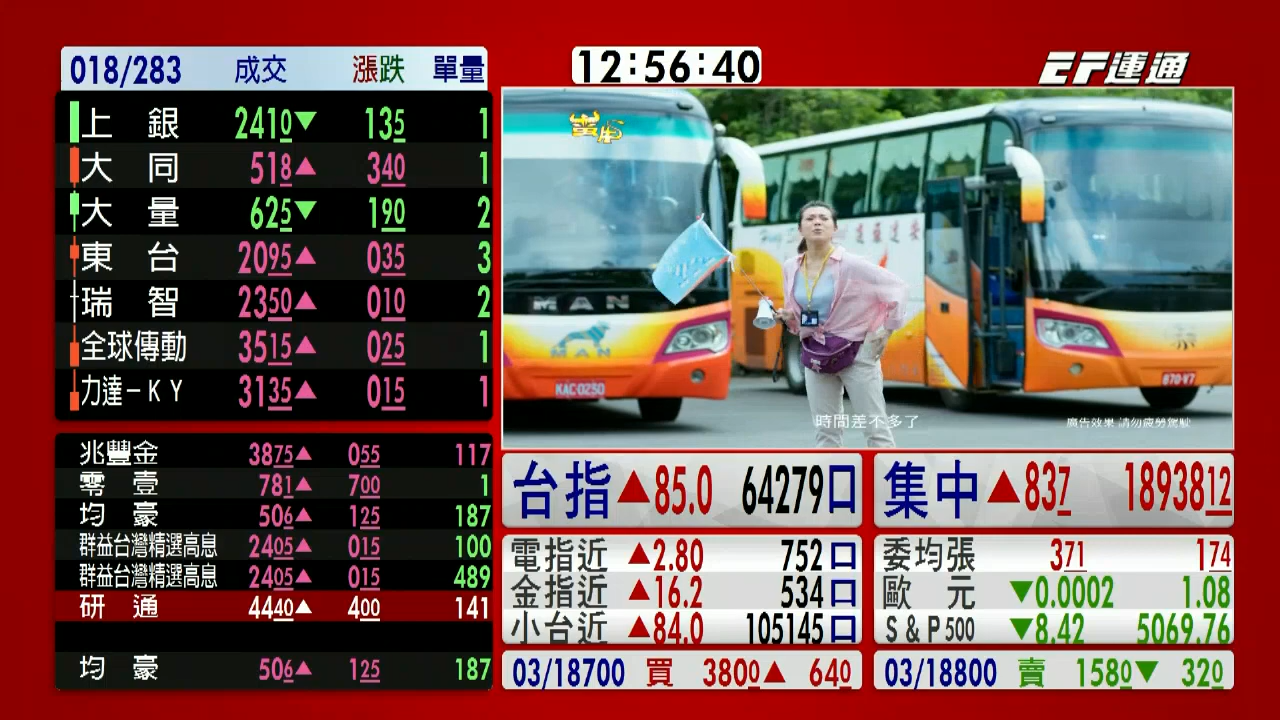 018/283 成交 漲跌 單量
上銀 2410▼ 135 1
大同 518▲ 340 1
大量 625▼ 190 2
東台 2095▲ 035 3
瑞智 2350▲ 010 2
全球傳動 3515▲ 025 1
力達-KY 3135▲ 015 1
兆豐金 3875▲ 055 117
零壹 781▲ 700 1
均豪 506▲ 125 187
群益台灣精選高息 2405▲ 015 100
群益台灣精選高息 2405▲ 015 489
研通 4440▲ 400 141
均豪 506▲ 125 187
12:56:40
EF運通
MAN
MAN
KAC-0250
670-V7
時間差不多了
廣告效果 請勿疲勞駕駛
台指▲85.0 64279口
集中▲837 1893812
電指近▲2.80 752口
金指近▲16.2 534口
小台近▲84.0 105145口
委均張 371 174
歐元▼0.0002 1.08
S&P500▼8.42 5069.76
03/18700 買 3800▲ 640
03/18800 賣 1580▼ 320